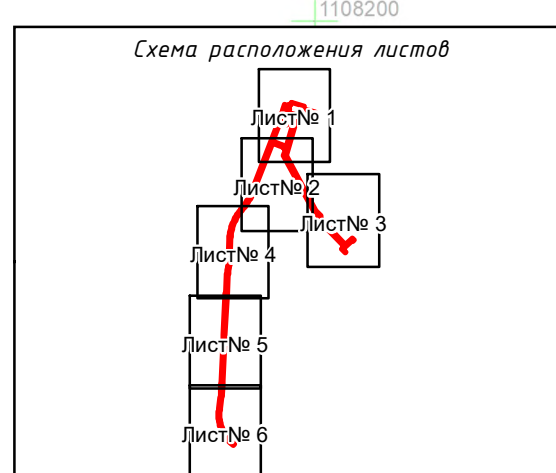 1108200
Схема расположения листов
Лист№ 1
Лист№ 2
Лист№ 3
Лист№ 4
Лист№ 5
Лист№ 6